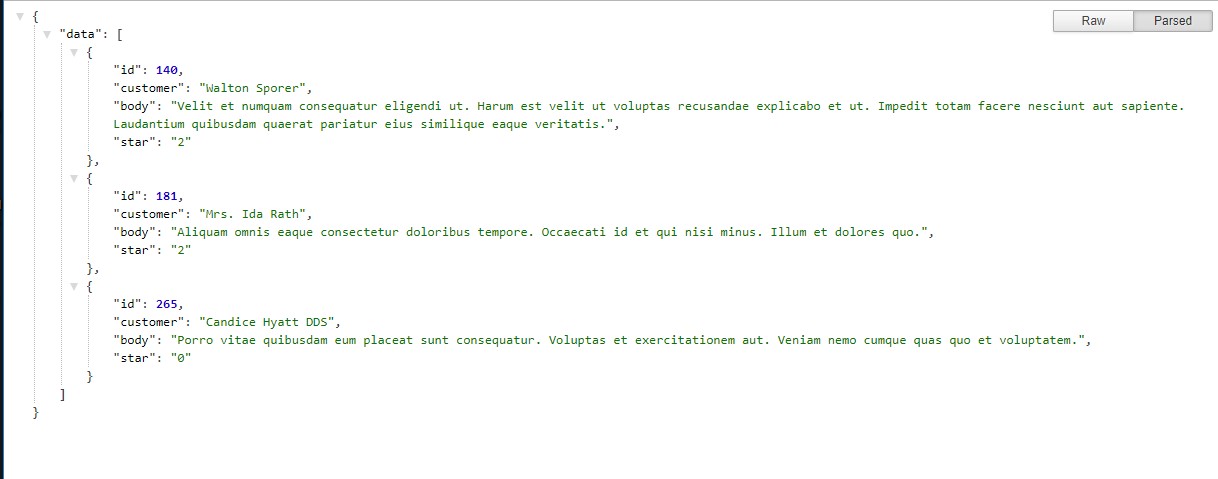 Raw Parsed
{
"data": [
{
"id": 140,
"customer": "Walton Sporer",
"body": "Velit et numquam consequatur eligendi ut. Harum est velit ut voluptas recusandae explicabo et ut. Impedit totam facere nesciunt aut sapiente.
Laudantium quibusdam quaerat pariatur eius similique eaque veritatis.",
"star": "2"
},
{
"id": 181,
"customer": "Mrs. Ida Rath",
"body": "Aliquam omnis eaque consectetur doloribus tempore. Occaecati id et qui nisi minus. Illum et dolores quo.",
"star": "2"
},
{
"id": 265,
"customer": "Candice Hyatt DDS",
"body": "Porro vitae quibusdam eum placeat sunt consequatur. Voluptas et exercitationem aut. Veniam nemo cumque quas quo et voluptatem.",
"star": "0"
}
]
}